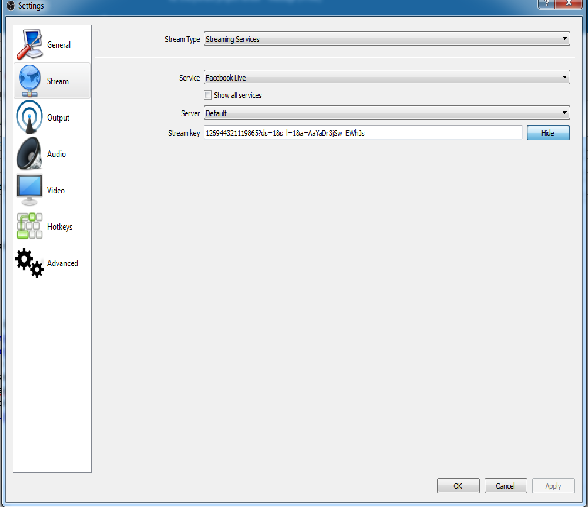 Settings
General
Stream
Output
Audio
Video
Hotkeys
Advanced
Stream Type Streaming Services
Service Facebook Live
Show all services
Server Default
Stream key Hide
OK Cancel Apply